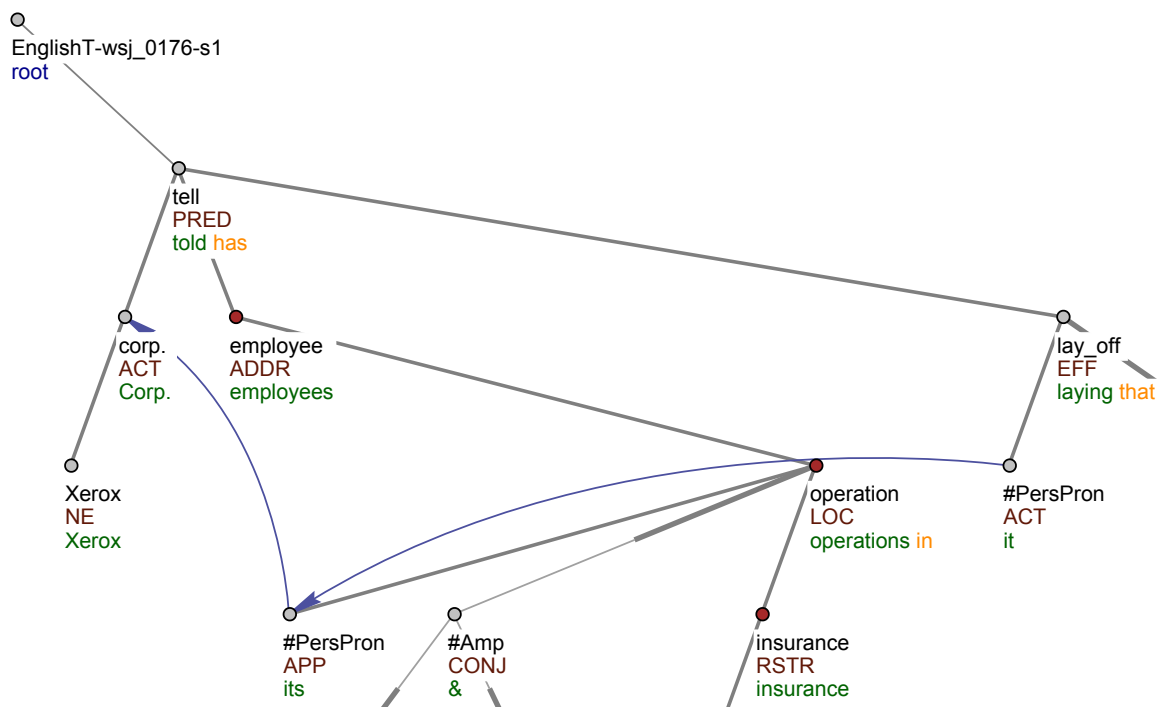 EnglishT-wsj_0176-s1
root
tell
PRED
told has
corp.
ACT
Corp.
employee
ADDR
employees
lay_off
EFF
laying that
Xerox
NE
Xerox
operation
LOC
operations in
#PersPron
ACT
it
#PersPron
APP
its
#Amp
CONJ
&
insurance
RSTR
insurance